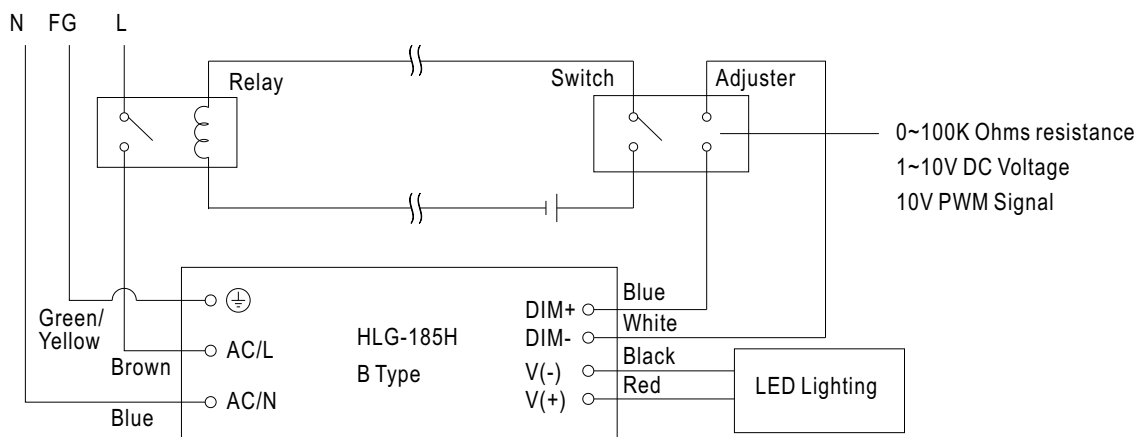 N FG L
Relay
Switch
Adjuster
0~100K Ohms resistance
1~10V DC Voltage
10V PWM Signal
Green/
Yellow
Brown
Blue
AC/L
AC/N
HLG-185H
B Type
DIM+
DIM-
V(-)
V(+)
Blue
White
Black
Red
LED Lighting